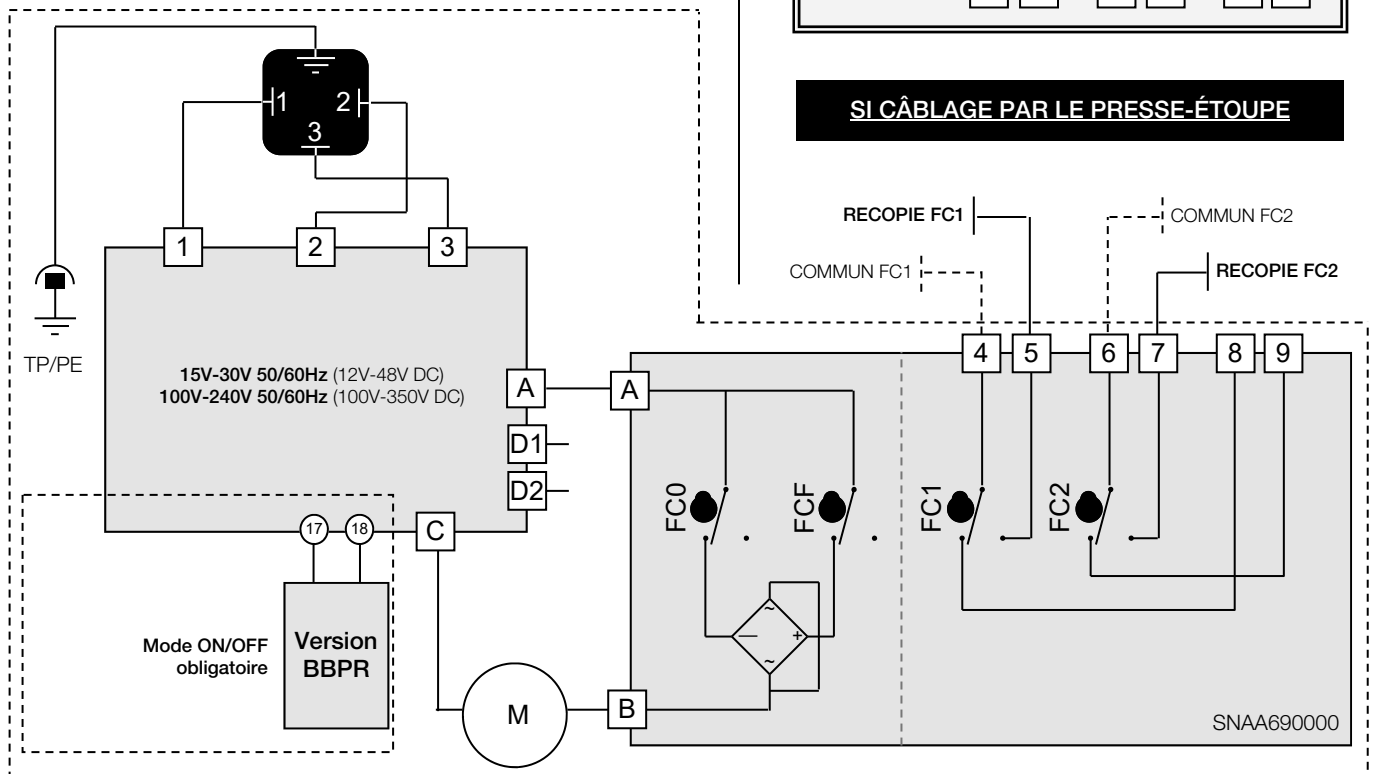 1 2
3
SI CÂBLAGE PAR LE PRESSE-ÉTOUPE
RECOPIE FC1
COMMUN FC2
COMMUN FC1
RECOPIE FC2
1 2 3
TP/PE
15V-30V 50/60Hz (12V-48V DC)
100V-240V 50/60Hz (100V-350V DC)
A
D1
D2
C
17 18
Mode ON/OFF
obligatoire
Version
BBPR
M
A
B
4 5 6 7 8 9
FC0
FCF
FC1
FC2
~
— +
~
SNAA690000